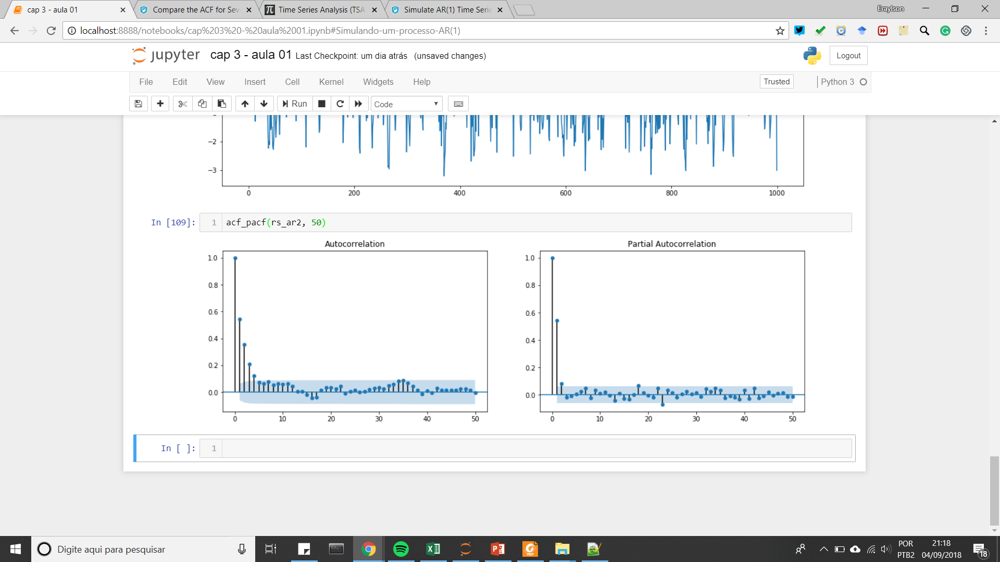 cap 3 - aula 01
Compare the ACF for Sev
Time Series Analysis (TSA
Simulate AR(1) Time Serie
Eraylson
localhost:8888/notebooks/cap%203%20-%20aula%2001.ipynb#Simulando-um-processo-AR(1)
jupyter cap 3 - aula 01 Last Checkpoint: um dia atrás (unsaved changes)
Logout
File Edit View Insert Cell Kernel Widgets Help
Trusted
Python 3
Run
Code
−2
−3
0 200 400 600 800 1000
In [109]: 1 acf_pacf(rs_ar2, 50)
Autocorrelation
1.0
0.8
0.6
0.4
0.2
0.0
0 10 20 30 40 50
Partial Autocorrelation
1.0
0.8
0.6
0.4
0.2
0.0
0 10 20 30 40 50
In [ ]: 1
Digite aqui para pesquisar
POR
PTB2
21:18
04/09/2018
18